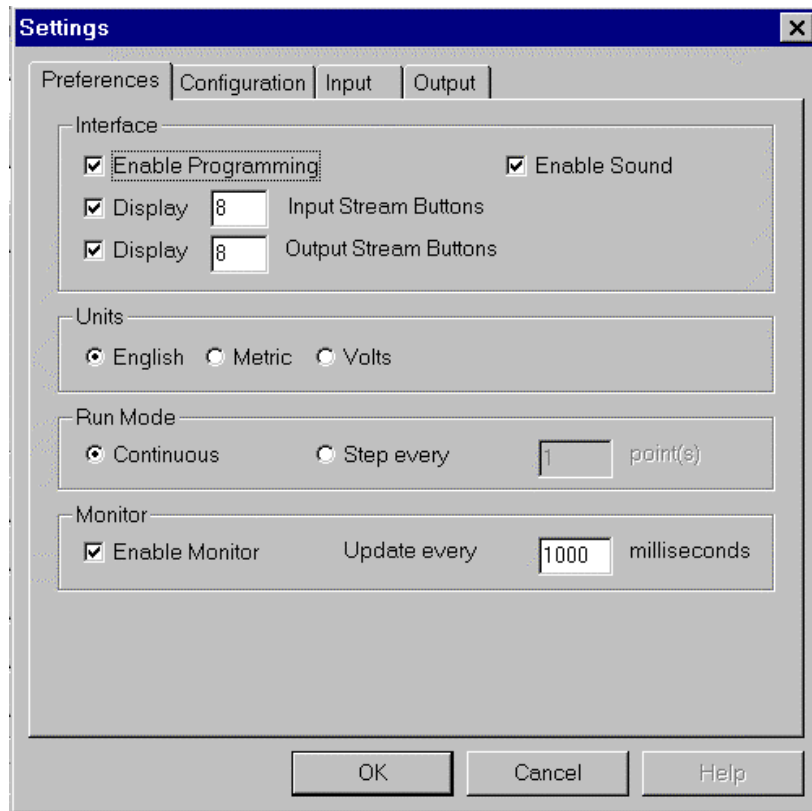 Settings
Preferences Configuration Input Output
Interface
Enable Programming Enable Sound
Display 8 Input Stream Buttons
Display 8 Output Stream Buttons
Units
English Metric Volts
Run Mode
Continuous Step every 1 point(s)
Monitor
Enable Monitor Update every 1000 milliseconds
OK Cancel Help